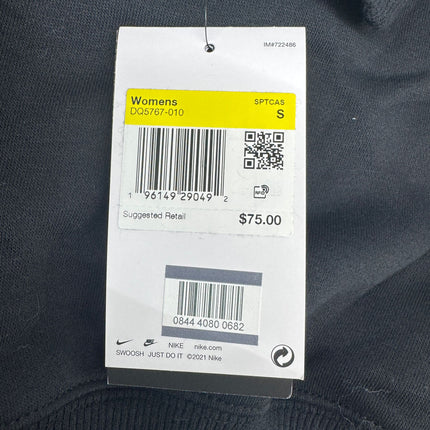 IM#722486
Womens SPTCAS
DQ5767-010 S
1 96149 29049 2
RFID
Suggested Retail $75.00
0844 4080 0682
NIKE nike.com
SWOOSH JUST DO IT ©2021 Nike